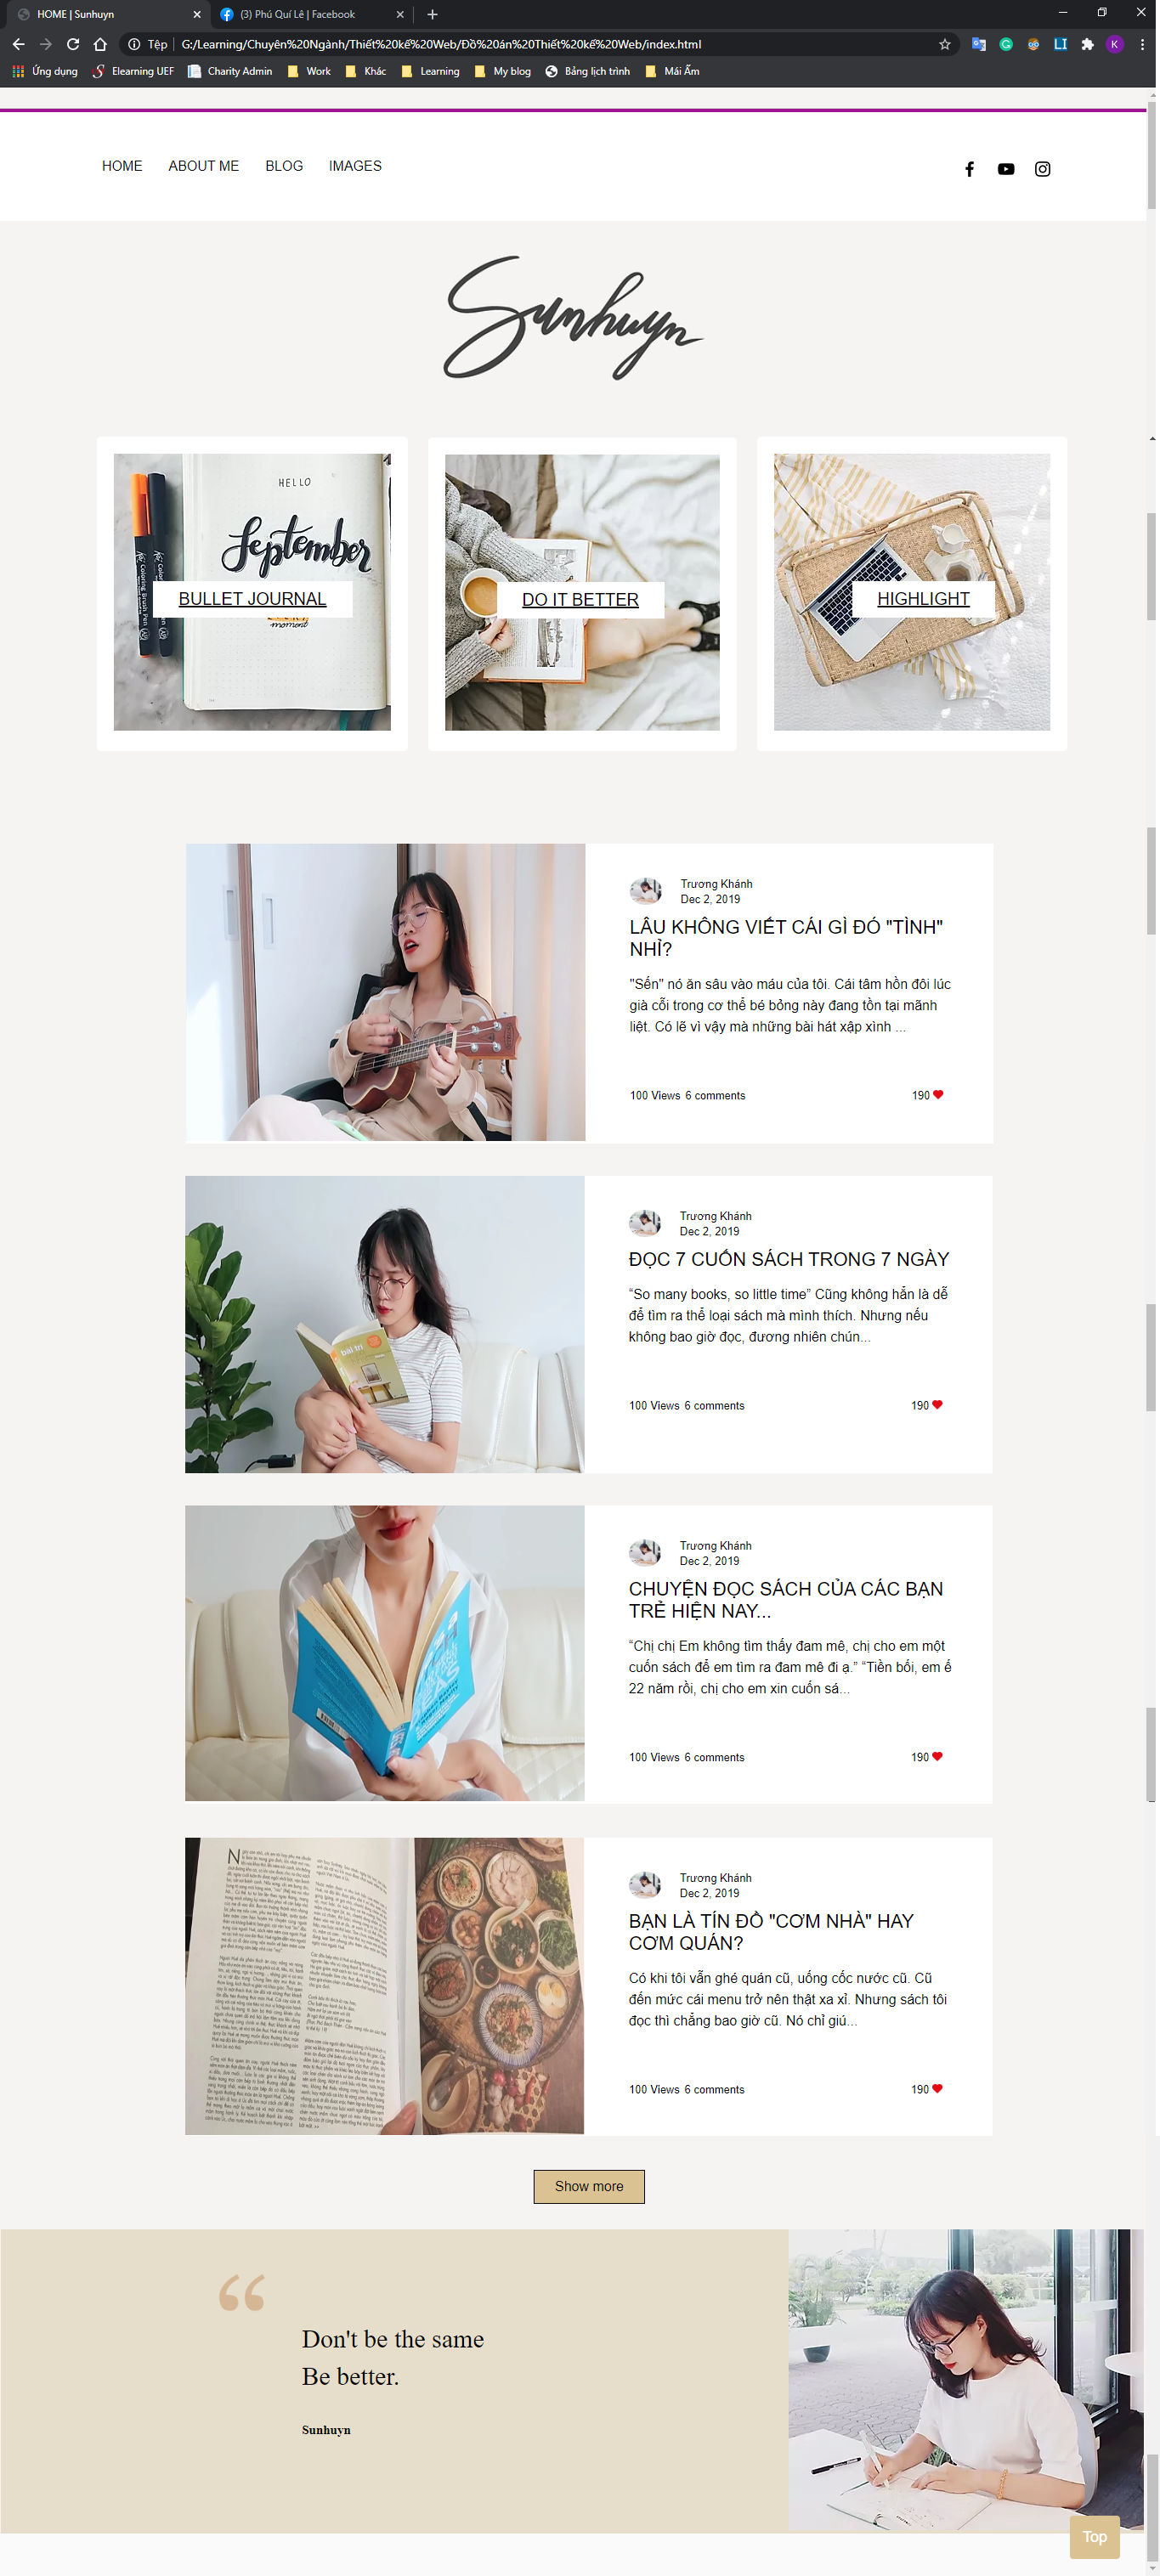 HOME | Sunhuyn
(3) Phú Quí Lê | Facebook
Tệp
G:/Learning/Chuyên%20Ngành/Thiết%20kế%20Web/Đồ%20án%20Thiết%20kế%20Web/index.html
Ứng dụng
Elearning UEF
Charity Admin
Work
Khác
Learning
My blog
Bảng lịch trình
Mái Ấm
HOME
ABOUT ME
BLOG
IMAGES
Sunhuyn
HELLO
September
BULLET JOURNAL
moment
DO IT BETTER
HIGHLIGHT
Trương Khánh
Dec 2, 2019
LÂU KHÔNG VIẾT CÁI GÌ ĐÓ "TÌNH"
NHỈ?
"Sến" nó ăn sâu vào máu của tôi. Cái tâm hồn đôi lúc
già cỗi trong cơ thể bé bỏng này đang tồn tại mãnh
liệt. Có lẽ vì vậy mà những bài hát xập xình ...
100 Views 6 comments
190
Trương Khánh
Dec 2, 2019
ĐỌC 7 CUỐN SÁCH TRONG 7 NGÀY
“So many books, so little time” Cũng không hẳn là dễ
để tìm ra thể loại sách mà mình thích. Nhưng nếu
không bao giờ đọc, đương nhiên chún...
100 Views 6 comments
190
Trương Khánh
Dec 2, 2019
CHUYỆN ĐỌC SÁCH CỦA CÁC BẠN
TRẺ HIỆN NAY...
“Chị chị Em không tìm thấy đam mê, chị cho em một
cuốn sách để em tìm ra đam mê đi ạ.” “Tiền bối, em ế
22 năm rồi, chị cho em xin cuốn sá...
100 Views 6 comments
190
Trương Khánh
Dec 2, 2019
BẠN LÀ TÍN ĐỒ "CƠM NHÀ" HAY
CƠM QUÁN?
Có khi tôi vẫn ghé quán cũ, uống cốc nước cũ. Cũ
đến mức cái menu trở nên thật xa xỉ. Nhưng sách tôi
đọc thì chẳng bao giờ cũ. Nó chỉ giú...
100 Views 6 comments
190
Show more
Don't be the same
Be better.
Sunhuyn
Top